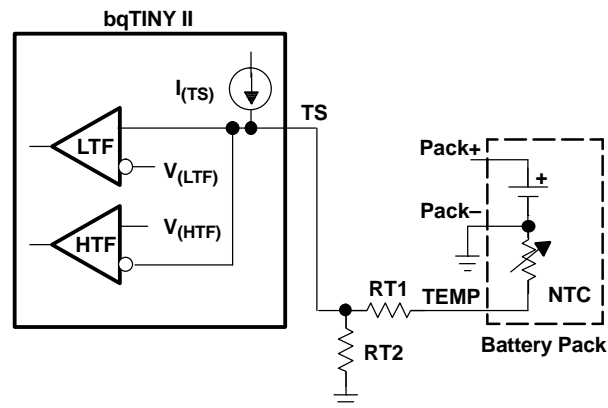 bqTINY II
I(TS)
TS
LTF
V(LTF)
HTF
V(HTF)
Pack+
+
Pack–
RT1
TEMP
NTC
RT2
Battery Pack